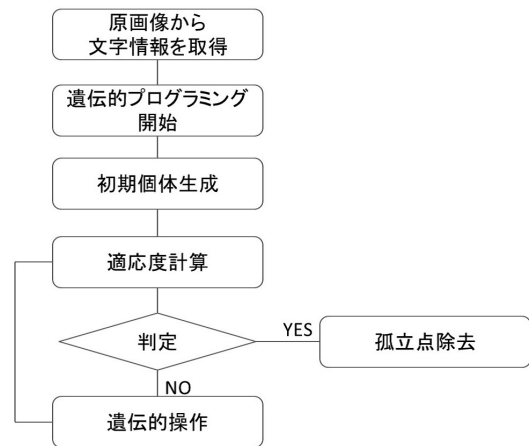 原画像から
文字情報を取得
遺伝的プログラミング
開始
初期個体生成
適応度計算
判定
YES
孤立点除去
NO
遺伝的操作